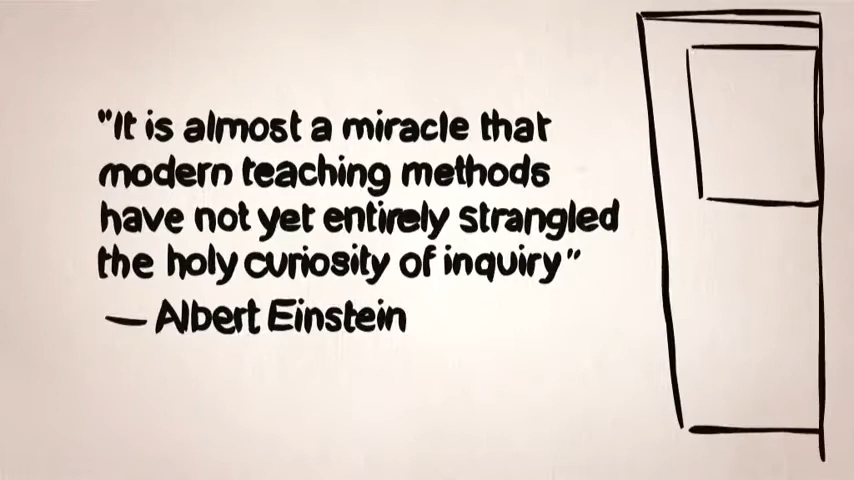 "It is almost a miracle that
modern teaching methods
have not yet entirely strangled
the holy curiosity of inquiry"
— Albert Einstein